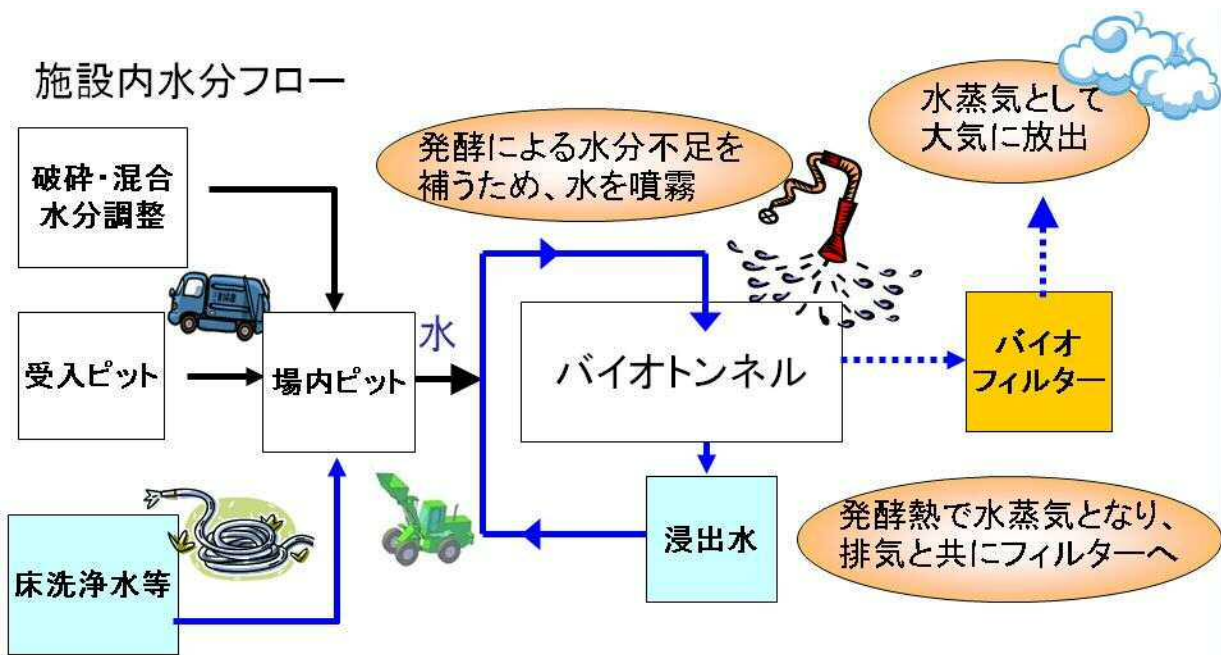 施設内水分フロー
水蒸気として
大気に放出
発酵による水分不足を
補うため、水を噴霧
破砕・混合
水分調整
受入ピット
場内ピット
水
バイオトンネル
バイオ
フィルター
床洗浄水等
浸出水
発酵熱で水蒸気となり、
排気と共にフィルターへ